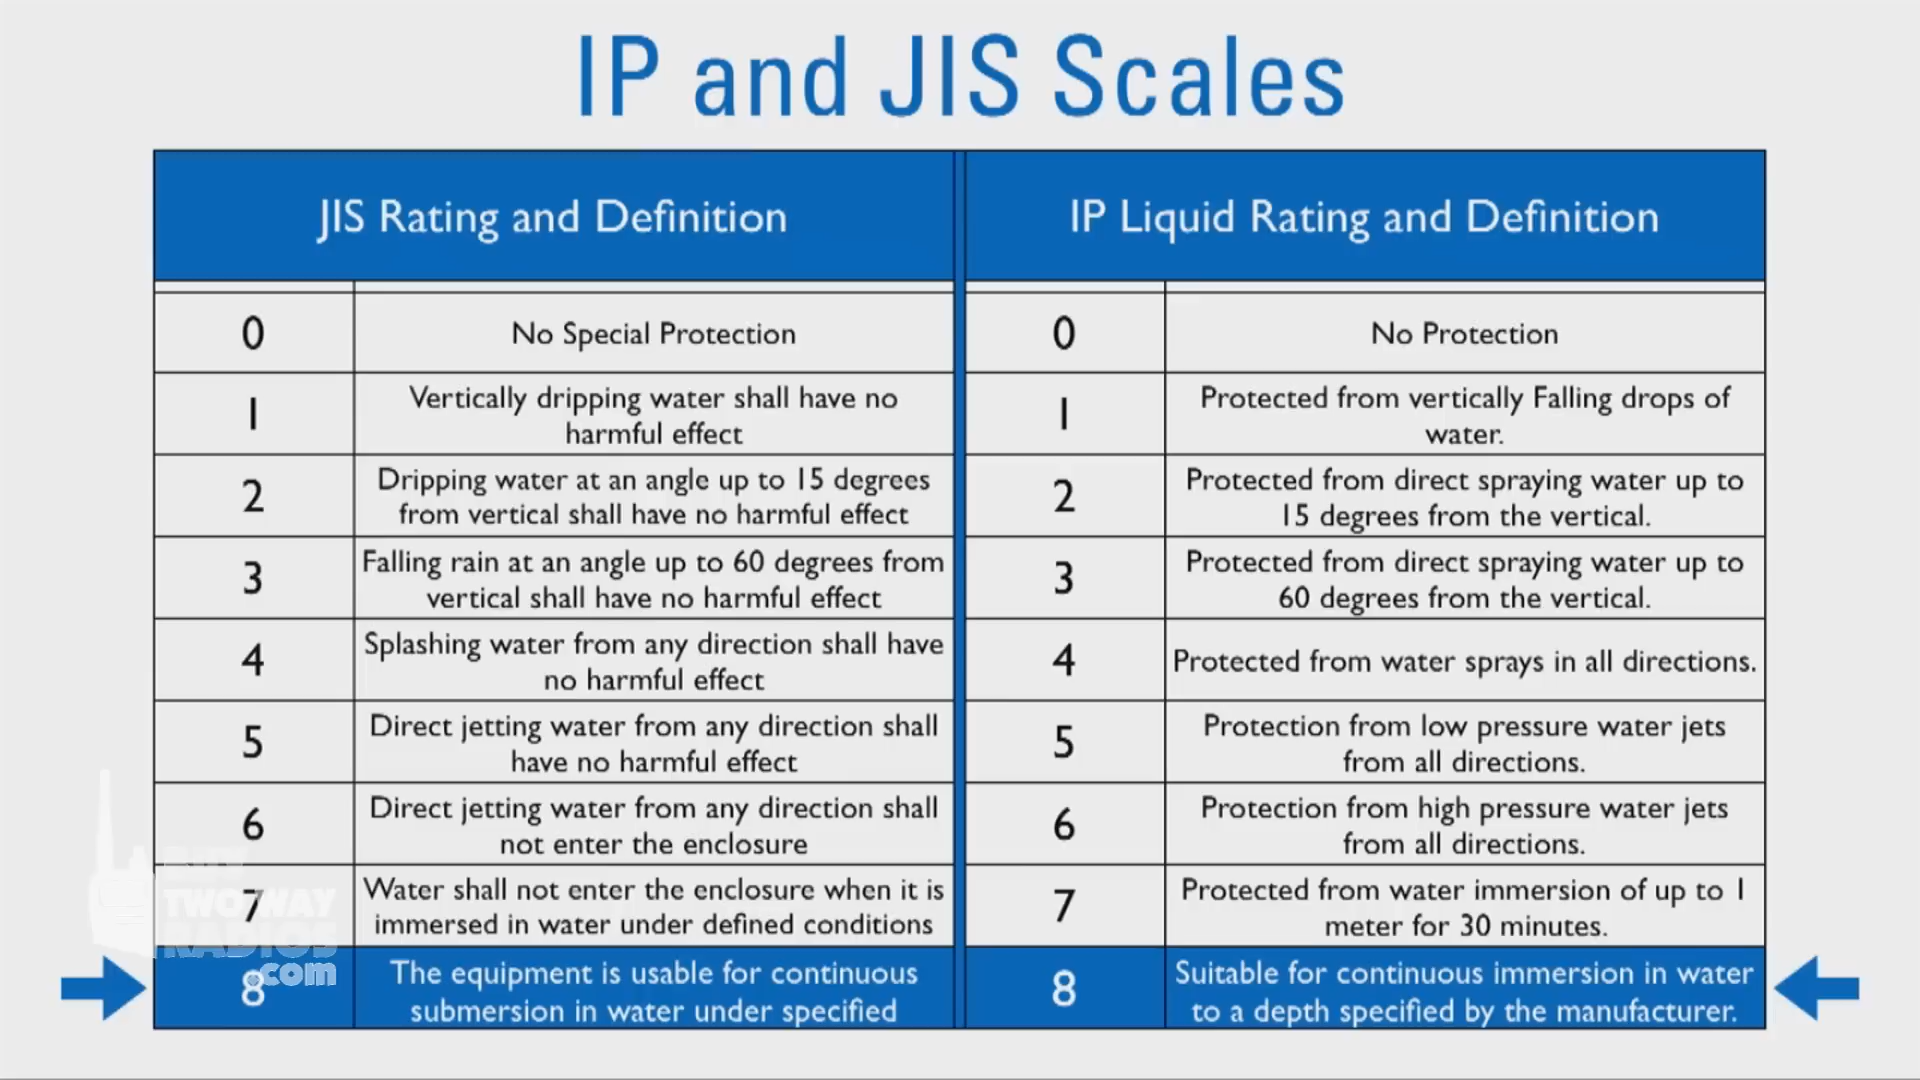 IP and JIS Scales
JIS Rating and Definition
IP Liquid Rating and Definition
0
No Special Protection
0
No Protection
1
Vertically dripping water shall have no
harmful effect
1
Protected from vertically Falling drops of
water.
2
Dripping water at an angle up to 15 degrees
from vertical shall have no harmful effect
2
Protected from direct spraying water up to
15 degrees from the vertical.
3
Falling rain at an angle up to 60 degrees from
vertical shall have no harmful effect
3
Protected from direct spraying water up to
60 degrees from the vertical.
4
Splashing water from any direction shall have
no harmful effect
4
Protected from water sprays in all directions.
5
Direct jetting water from any direction shall
have no harmful effect
5
Protection from low pressure water jets
from all directions.
6
Direct jetting water from any direction shall
not enter the enclosure
6
Protection from high pressure water jets
from all directions.
7
Water shall not enter the enclosure when it is
immersed in water under defined conditions
7
Protected from water immersion of up to 1
meter for 30 minutes.
8
The equipment is usable for continuous
submersion in water under specified
8
Suitable for continuous immersion in water
to a depth specified by the manufacturer.
BUY
TWO WAY
RADIOS
.com